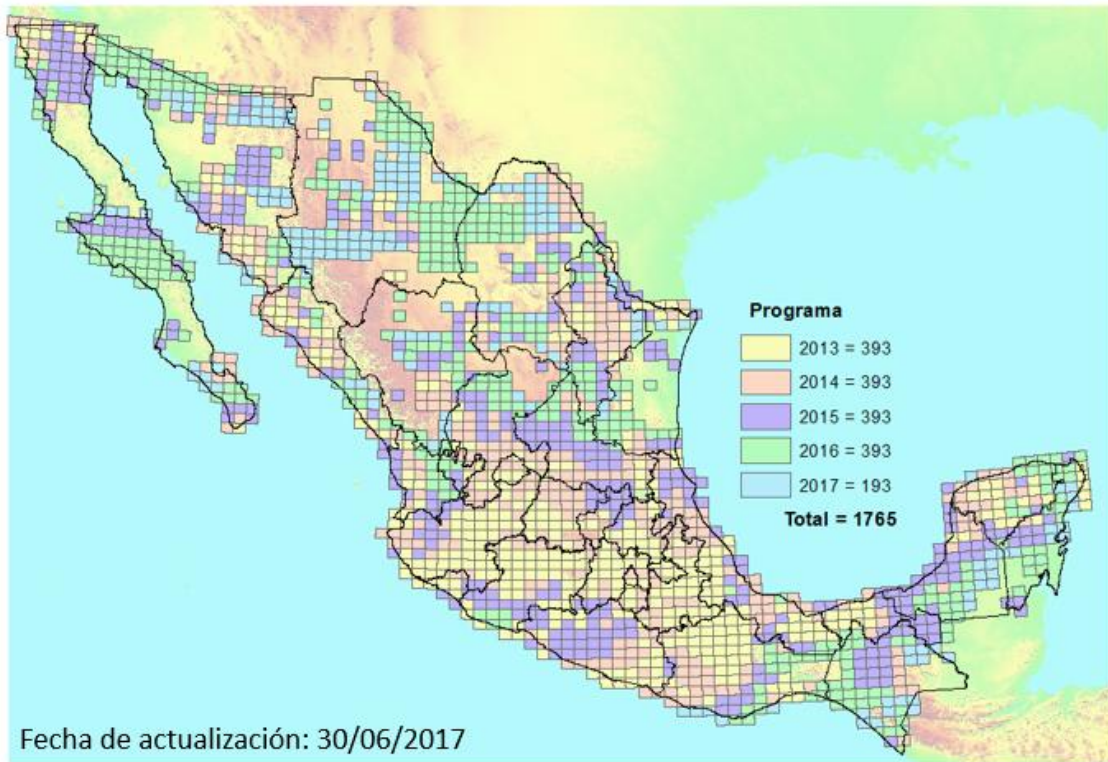 Programa
2013 = 393
2014 = 393
2015 = 393
2016 = 393
2017 = 193
Total = 1765
Fecha de actualización: 30/06/2017